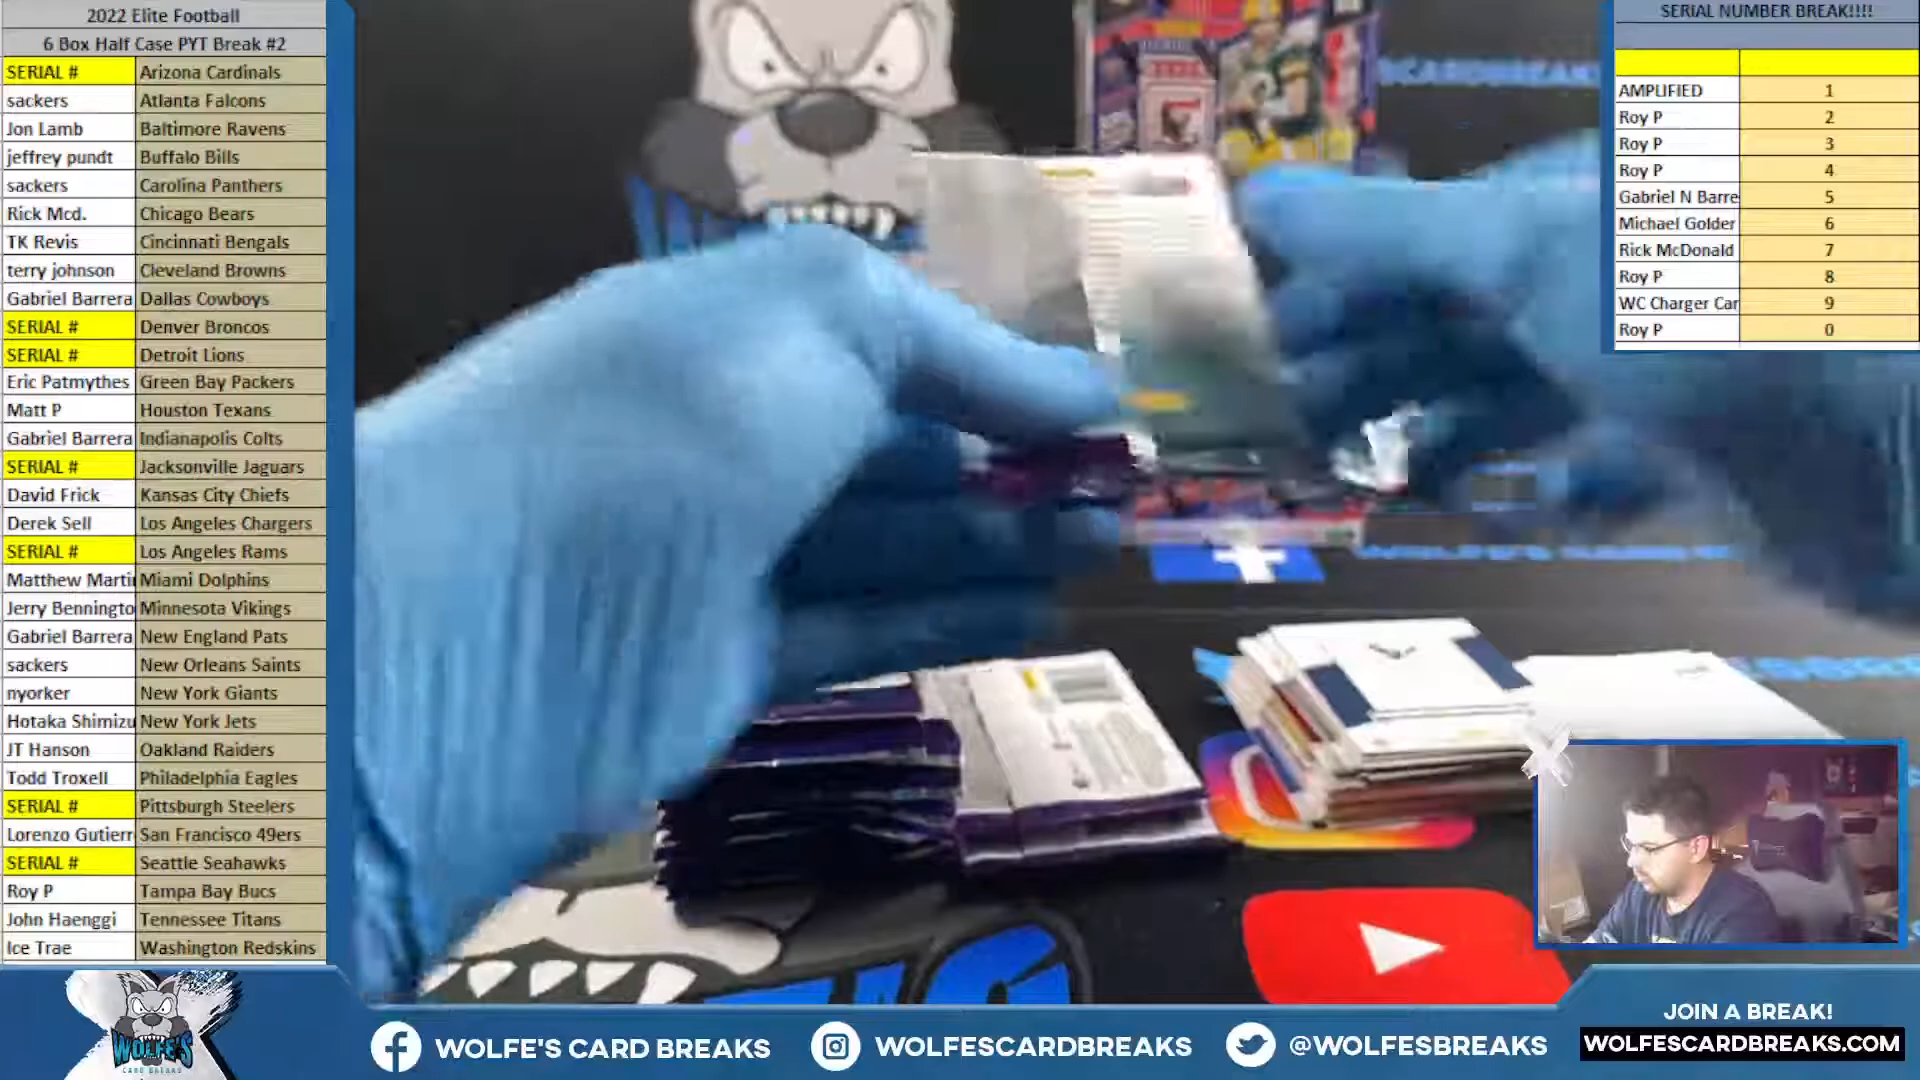 2022 Elite Football
6 Box Half Case PYT Break #2
SERIAL # Arizona Cardinals
sackers Atlanta Falcons
Jon Lamb Baltimore Ravens
jeffrey pundt Buffalo Bills
sackers Carolina Panthers
Rick Mcd. Chicago Bears
TK Revis Cincinnati Bengals
terry johnson Cleveland Browns
Gabriel Barrera Dallas Cowboys
SERIAL # Denver Broncos
SERIAL # Detroit Lions
Eric Patmythes Green Bay Packers
Matt P Houston Texans
Gabriel Barrera Indianapolis Colts
SERIAL # Jacksonville Jaguars
David Frick Kansas City Chiefs
Derek Sell Los Angeles Chargers
SERIAL # Los Angeles Rams
Matthew Marti Miami Dolphins
Jerry Benningto Minnesota Vikings
Gabriel Barrera New England Pats
sackers New Orleans Saints
nyorker New York Giants
Hotaka Shimizu New York Jets
JT Hanson Oakland Raiders
Todd Troxell Philadelphia Eagles
SERIAL # Pittsburgh Steelers
Lorenzo Gutierr San Francisco 49ers
SERIAL # Seattle Seahawks
Roy P Tampa Bay Bucs
John Haenggi Tennessee Titans
Ice Trae Washington Redskins
SERIAL NUMBER BREAK!!!!
AMPLIFIED 1
Roy P 2
Roy P 3
Roy P 4
Gabriel N Barre 5
Michael Golder 6
Rick McDonald 7
Roy P 8
WC Charger Car 9
Roy P 0
WOLFE'S
CARD BREAKS
WOLFE'S CARD BREAKS
WOLFESCARDBREAKS
@WOLFESBREAKS
JOIN A BREAK!
WOLFESCARDBREAKS.COM